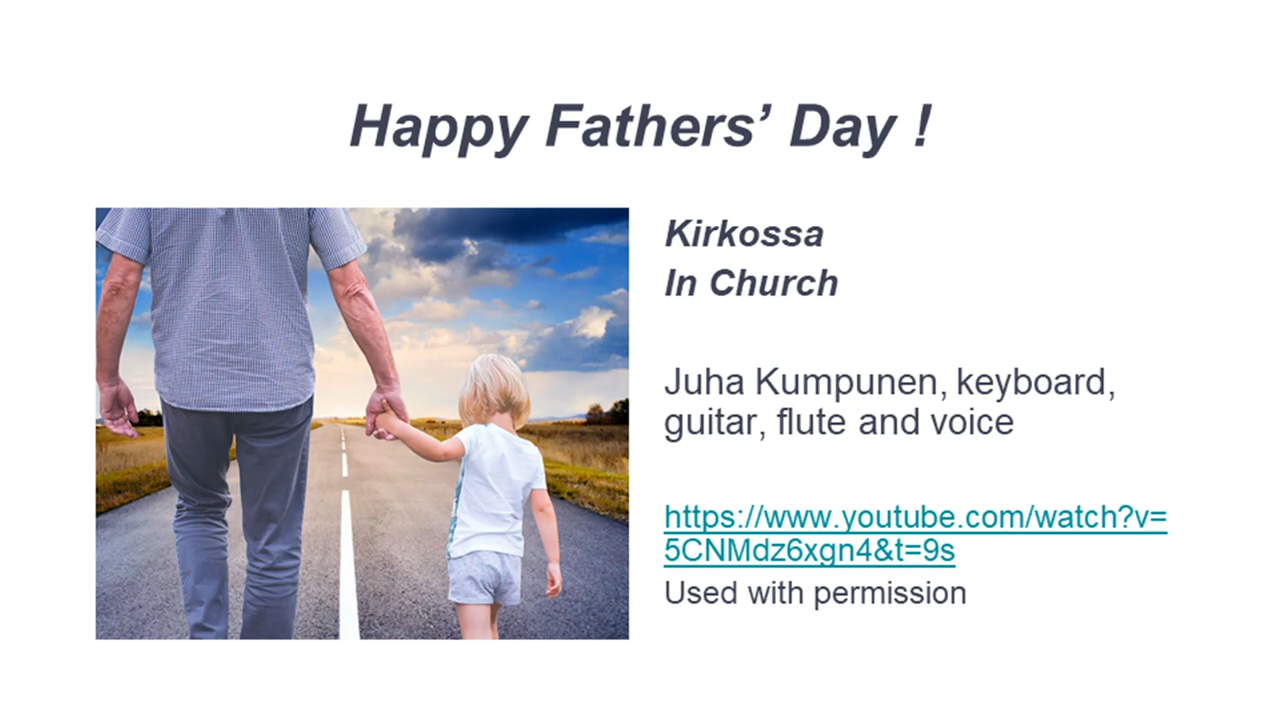 Happy Fathers’ Day !
Kirkossa
In Church
Juha Kumpunen, keyboard,
guitar, flute and voice
https://www.youtube.com/watch?v=
5CNMdz6xgn4&t=9s
Used with permission